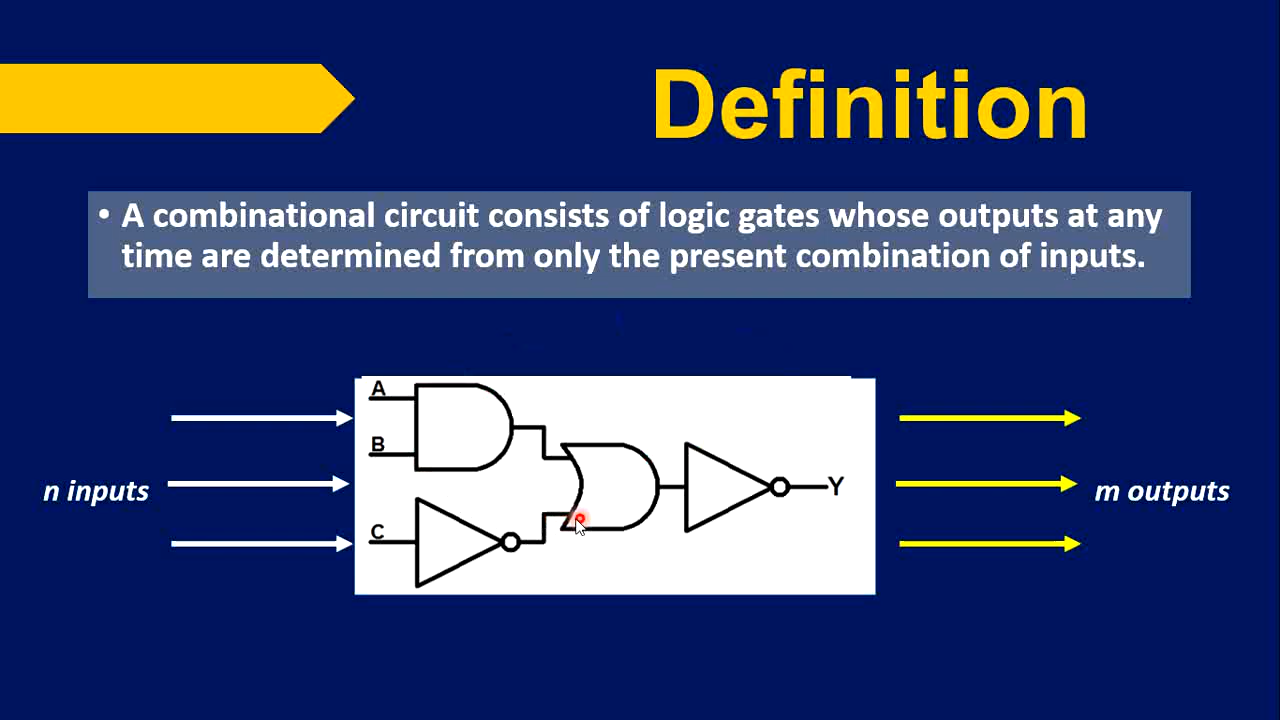 Definition
• A combinational circuit consists of logic gates whose outputs at any
time are determined from only the present combination of inputs.
A
B
n inputs
C
Y
m outputs